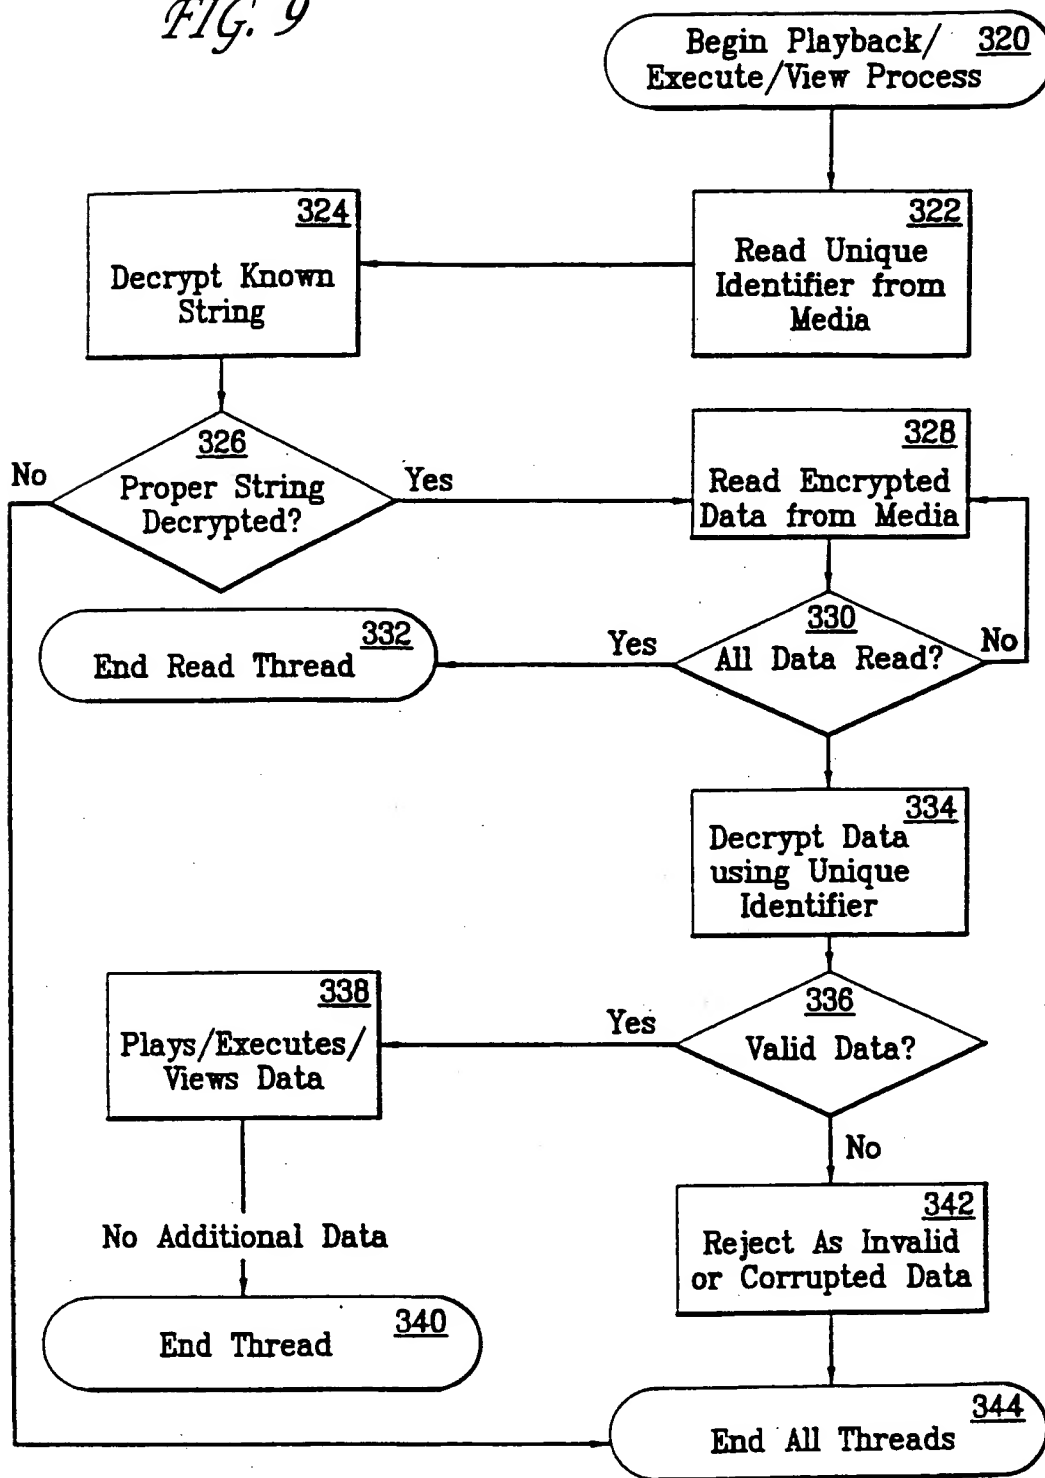 FIG. 9
Begin Playback/ 320
Execute/View Process
324
Decrypt Known
String
322
Read Unique
Identifier from
Media
326
No
Proper String
Decrypted?
Yes
328
Read Encrypted
Data from Media
332
End Read Thread
Yes
330
All Data Read?
No
334
Decrypt Data
using Unique
Identifier
338
Plays/Executes/
Views Data
Yes
336
Valid Data?
No
No Additional Data
342
Reject As Invalid
or Corrupted Data
340
End Thread
344
End All Threads